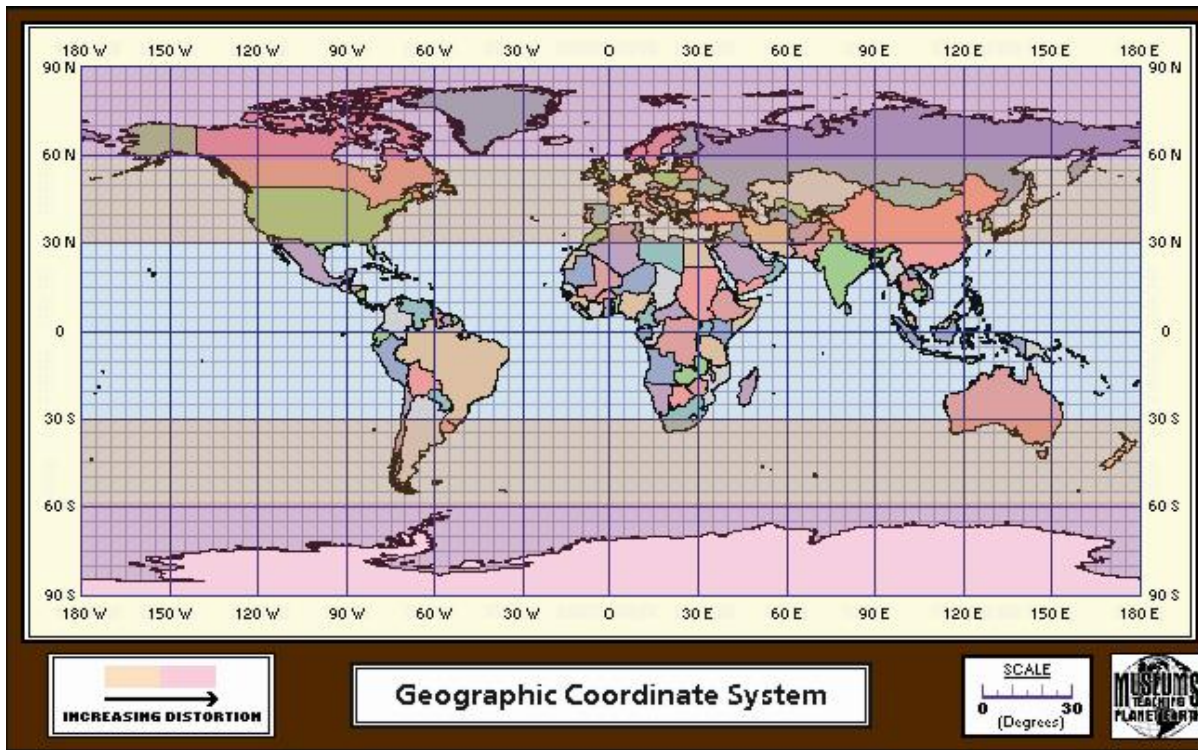 180 W 150 W 120 W 90 W 60 W 30 W 0 30 E 60 E 90 E 120 E 150 E 180 E
90 N 90 N
60 N 60 N
30 N 30 N
0 0
30 S 30 S
60 S 60 S
90 S 90 S
180 W 150 W 120 W 90 W 60 W 30 W 0 30 E 60 E 90 E 120 E 150 E 180 E
INCREASING DISTORTION
Geographic Coordinate System
SCALE
0 30
(Degrees)
MUSEUMS
TEACHING
PLANET EARTH